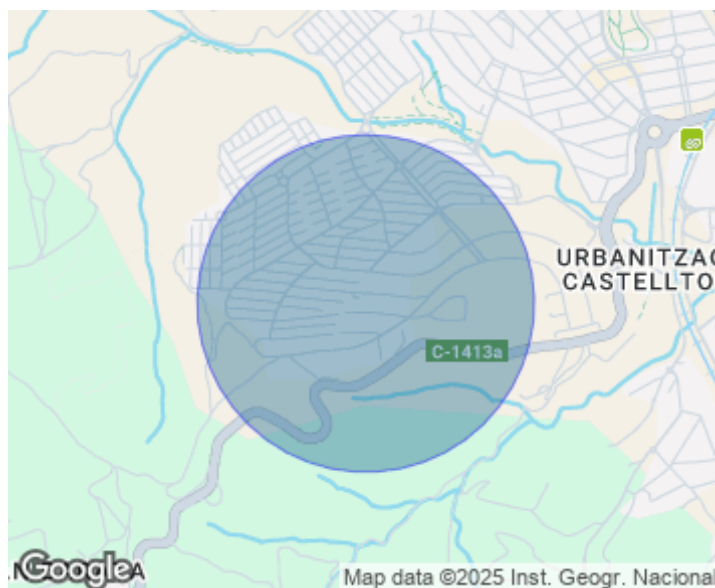 URBANITZAC
CASTELLTO
C-1413a
Google
Map data ©2025 Inst. Geogr. Nacional